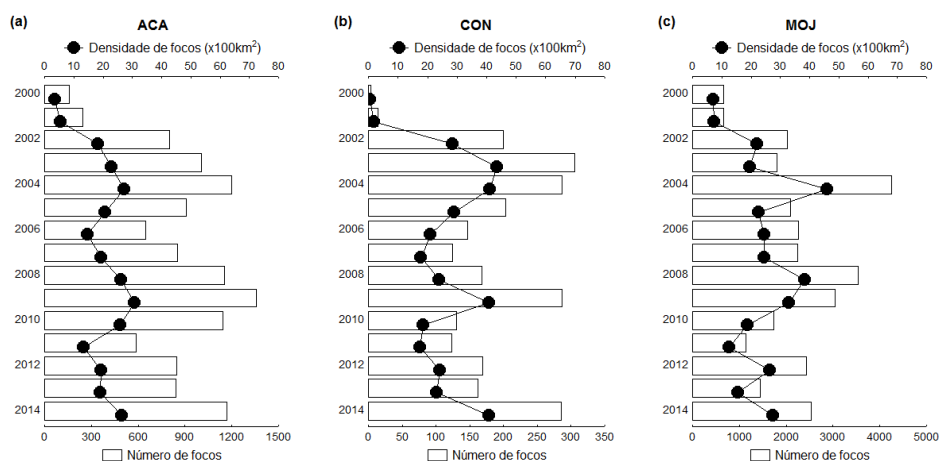 (a) ACA
Densidade de focos (x100km²)
0 10 20 30 40 50 60 70 80
2000
2002
2004
2006
2008
2010
2012
2014
0 300 600 900 1200 1500
Número de focos
(b) CON
Densidade de focos (x100km²)
0 10 20 30 40 50 60 70 80
2000
2002
2004
2006
2008
2010
2012
2014
0 50 100 150 200 250 300 350
Número de focos
(c) MOJ
Densidade de focos (x100km²)
0 10 20 30 40 50 60 70 80
2000
2002
2004
2006
2008
2010
2012
2014
0 1000 2000 3000 4000 5000
Número de focos